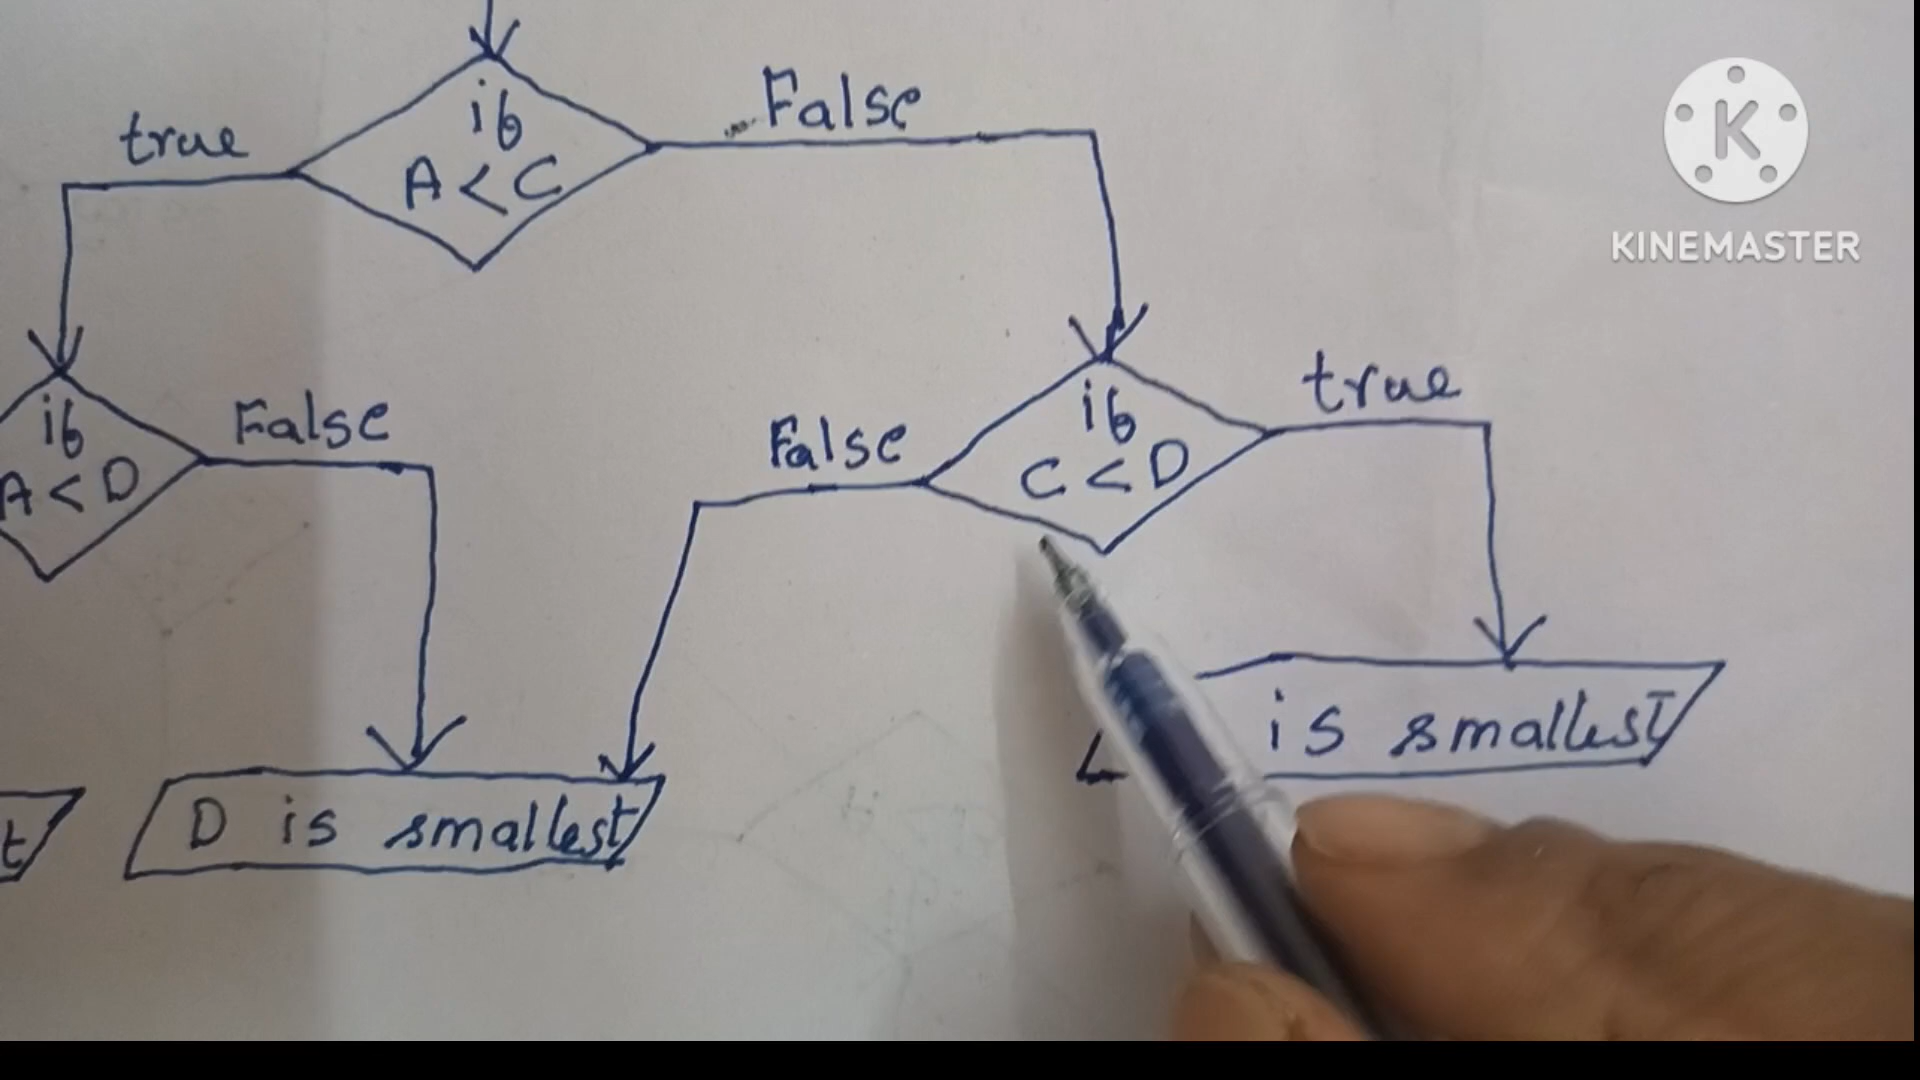 if
A < C
true
False
K
KINEMASTER
if
A < D
False
False
if
C < D
true
is smallest
t
D is smallest